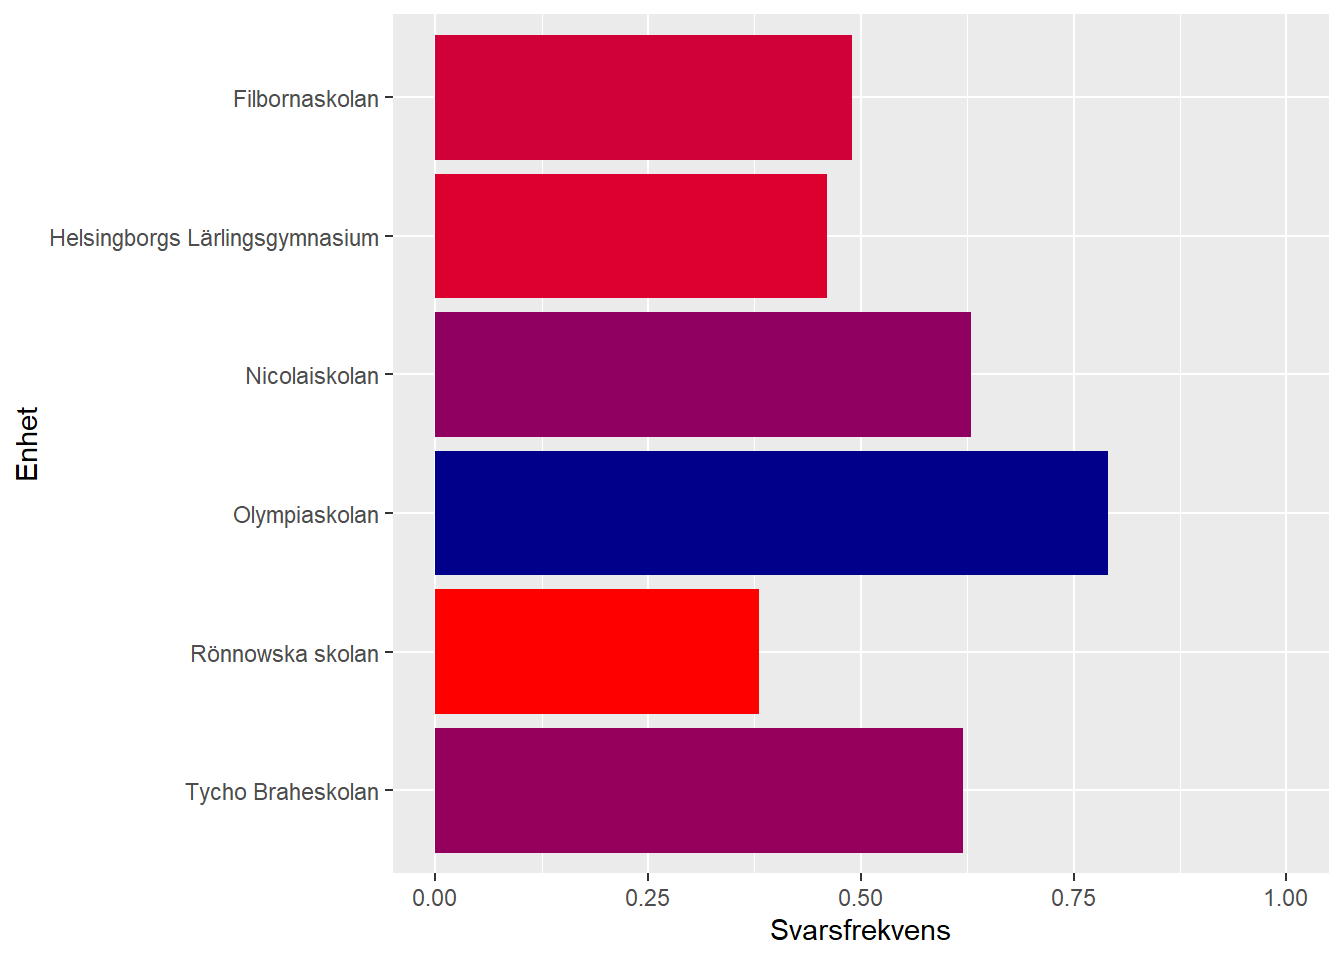 Filbornaskolan
Helsingborgs Lärlingsgymnasium
Nicolaiskolan
Olympiaskolan
Rönnowska skolan
Tycho Braheskolan
Enhet
0.00 0.25 0.50 0.75 1.00
Svarsfrekvens